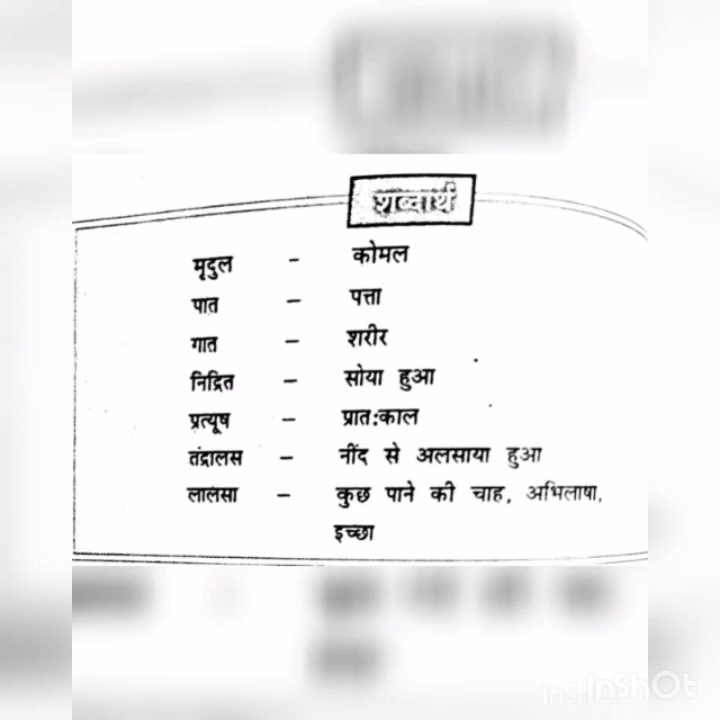 शब्दार्थ
मृदुल - कोमल
पात - पत्ता
गात - शरीर
निद्रित - सोया हुआ
प्रत्यूष - प्रात:काल
तंद्रालस - नींद से अलसाया हुआ
लालसा - कुछ पाने की चाह, अभिलाषा,
इच्छा
InShOt